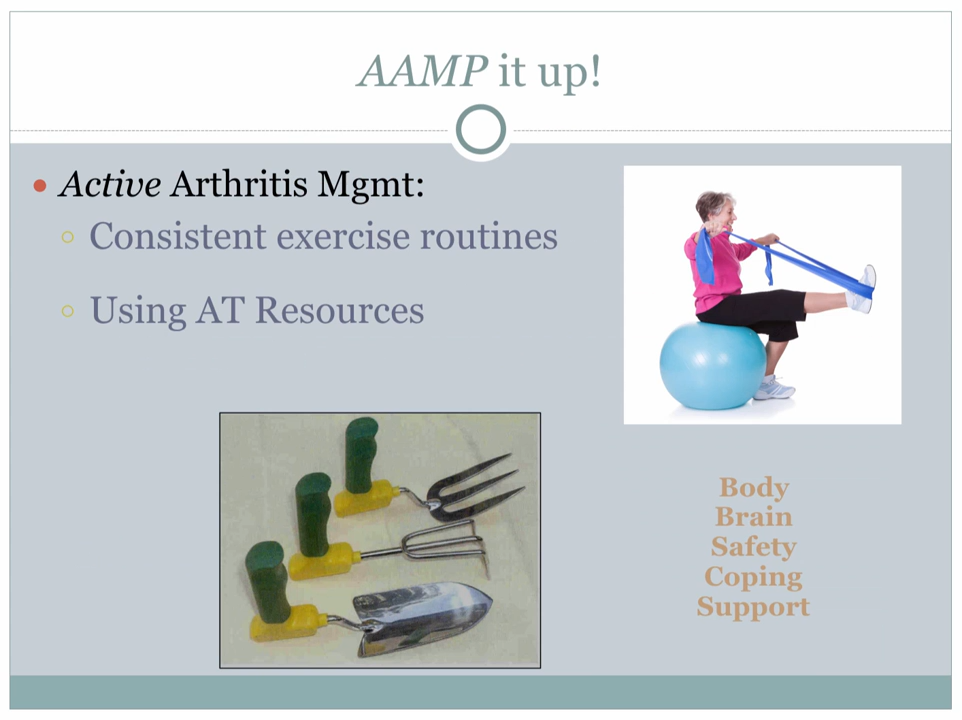 AAMP it up!
Active Arthritis Mgmt:
Consistent exercise routines
Using AT Resources
Body
Brain
Safety
Coping
Support